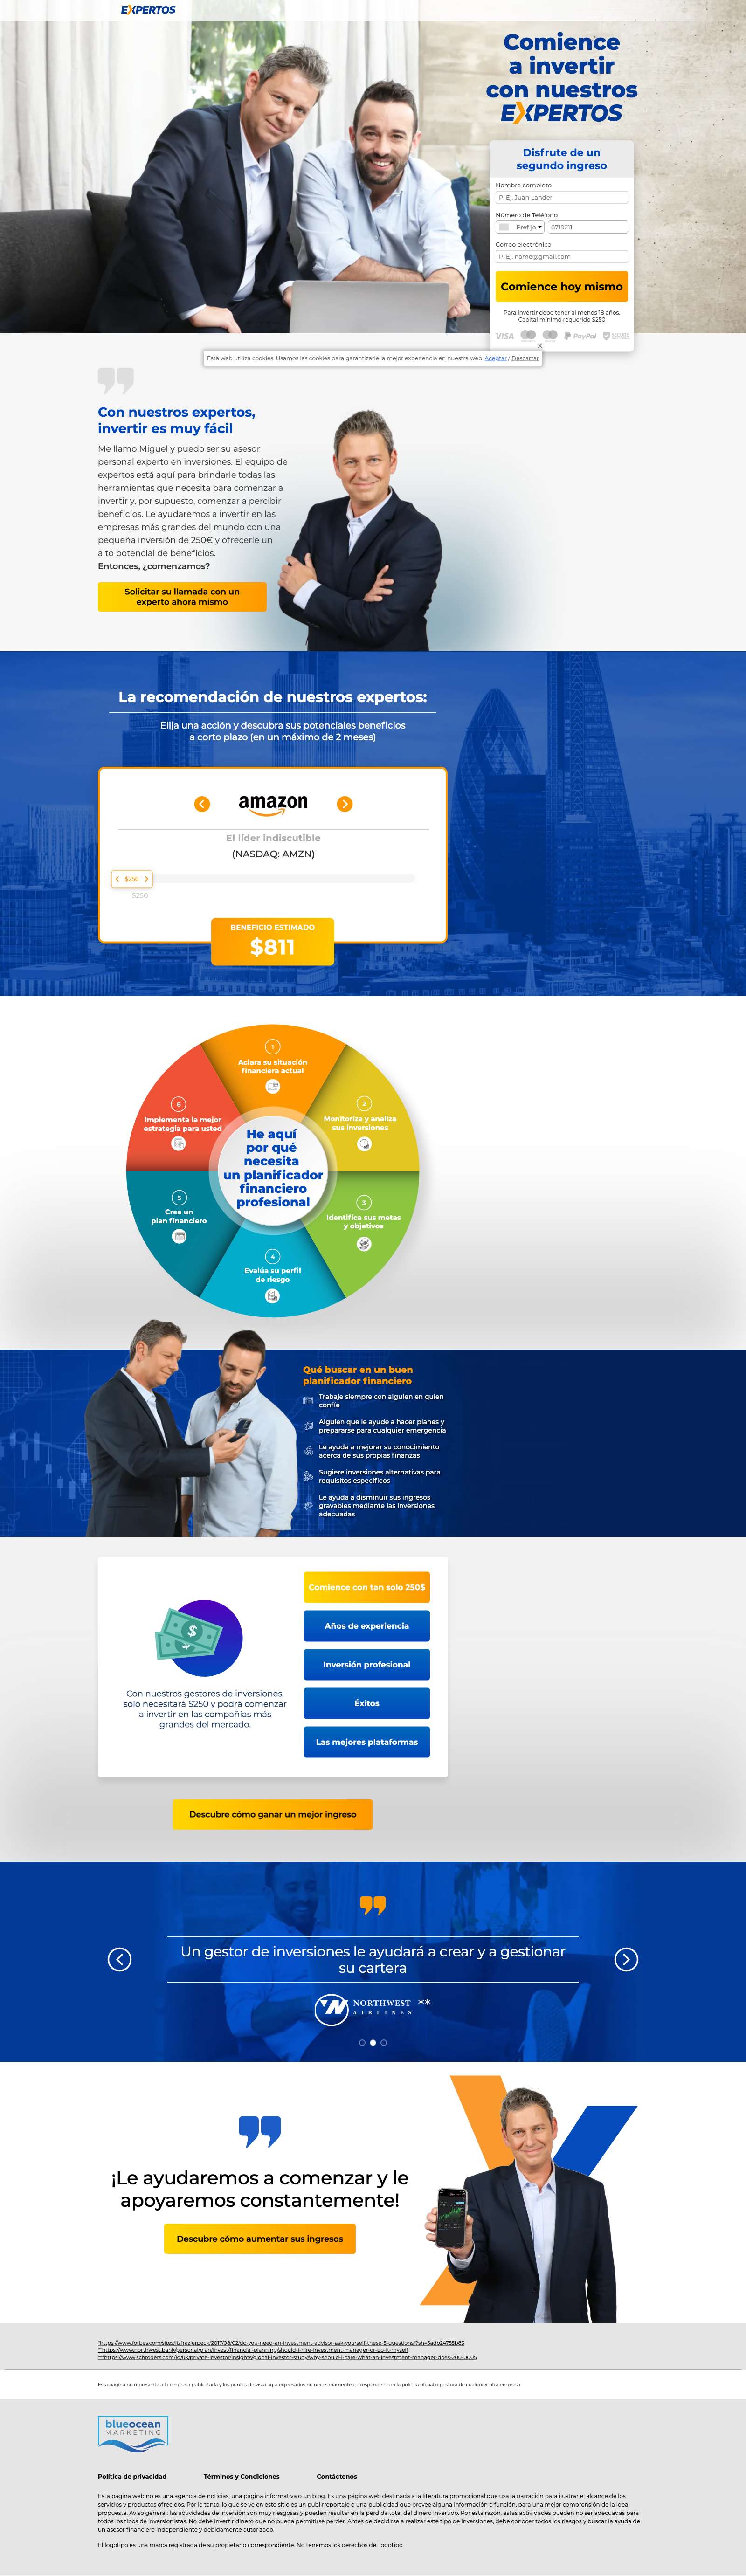 EXPERTOS
Comience
a invertir
con nuestros
EXPERTOS
Disfrute de un
segundo ingreso
Nombre completo
P. Ej. Juan Lander
Número de Teléfono
Prefijo
8719211
Correo electrónico
P. Ej. name@gmail.com
Comience hoy mismo
Para invertir debe tener al menos 18 años.
Capital mínimo requerido $250
VISA
PayPal
SECURE
Esta web utiliza cookies. Usamos las cookies para garantizarle la mejor experiencia en nuestra web. Aceptar / Descartar
Con nuestros expertos,
invertir es muy fácil
Me llamo Miguel y puedo ser su asesor
personal experto en inversiones. El equipo de
expertos está aquí para brindarle todas las
herramientas que necesita para comenzar a
invertir y, por supuesto, comenzar a percibir
beneficios. Le ayudaremos a invertir en las
empresas más grandes del mundo con una
pequeña inversión de 250€ y ofrecerle un
alto potencial de beneficios.
Entonces, ¿comenzamos?
Solicitar su llamada con un
experto ahora mismo
La recomendación de nuestros expertos:
Elija una acción y descubra sus potenciales beneficios
a corto plazo (en un máximo de 2 meses)
amazon
El líder indiscutible
(NASDAQ: AMZN)
$250
$250
BENEFICIO ESTIMADO
$811
1
Aclara su situación
financiera actual
2
Monitoriza y analiza
sus inversiones
3
Identifica sus metas
y objetivos
4
Evalúa su perfil
de riesgo
5
Crea un
plan financiero
6
Implementa la mejor
estrategia para usted
He aquí
por qué
necesita
un planificador
financiero
profesional
Qué buscar en un buen
planificador financiero
Trabaje siempre con alguien en quien
confíe
Alguien que le ayude a hacer planes y
prepararse para cualquier emergencia
Le ayuda a mejorar su conocimiento
acerca de sus propias finanzas
Sugiere inversiones alternativas para
requisitos específicos
Le ayuda a disminuir sus ingresos
gravables mediante las inversiones
adecuadas
Con nuestros gestores de inversiones,
solo necesitará $250 y podrá comenzar
a invertir en las compañías más
grandes del mercado.
Comience con tan solo 250$
Años de experiencia
Inversión profesional
Éxitos
Las mejores plataformas
Descubre cómo ganar un mejor ingreso
Un gestor de inversiones le ayudará a crear y a gestionar
su cartera
NORTHWEST
AIRLINES
**
¡Le ayudaremos a comenzar y le
apoyaremos constantemente!
Descubre cómo aumentar sus ingresos
*https://www.forbes.com/sites/lizfrazierpeck/2017/08/02/do-you-need-an-investment-advisor-ask-yourself-these-5-questions/?sh=5adb24755b83
**https://www.northwest.bank/personal/plan/invest/financial-planning/should-i-hire-investment-manager-or-do-it-myself
***https://www.schroders.com/id/uk/private-investor/insights/global-investor-study/why-should-i-care-what-an-investment-manager-does-200-0005
Esta página no representa a la empresa publicitada y los puntos de vista aquí expresados no necesariamente corresponden con la política oficial o postura de cualquier otra empresa.
blueocean
MARKETING
Política de privacidad
Términos y Condiciones
Contáctenos
Esta página web no es una agencia de noticias, una página informativa o un blog. Es una página web destinada a la literatura promocional que usa la narración para ilustrar el alcance de los
servicios y productos ofrecidos. Por lo tanto, lo que se ve en este sitio es un publirreportaje o una publicidad que provee alguna información o función, para una mejor comprensión de la idea
propuesta. Aviso general: las actividades de inversión son muy riesgosas y pueden resultar en la pérdida total del dinero invertido. Por esta razón, estas actividades pueden no ser adecuadas para
todos los tipos de inversionistas. No debe invertir dinero que no pueda permitirse perder. Antes de decidirse a realizar este tipo de inversiones, debe conocer todos los riesgos y buscar la ayuda de
un asesor financiero independiente y debidamente autorizado.
El logotipo es una marca registrada de su propietario correspondiente. No tenemos los derechos del logotipo.